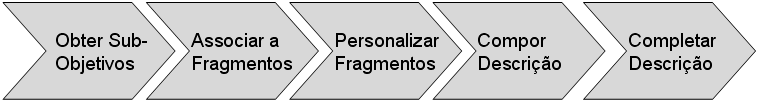 Obter Sub-
Objetivos
Associar a
Fragmentos
Personalizar
Fragmentos
Compor
Descrição
Completar
Descrição